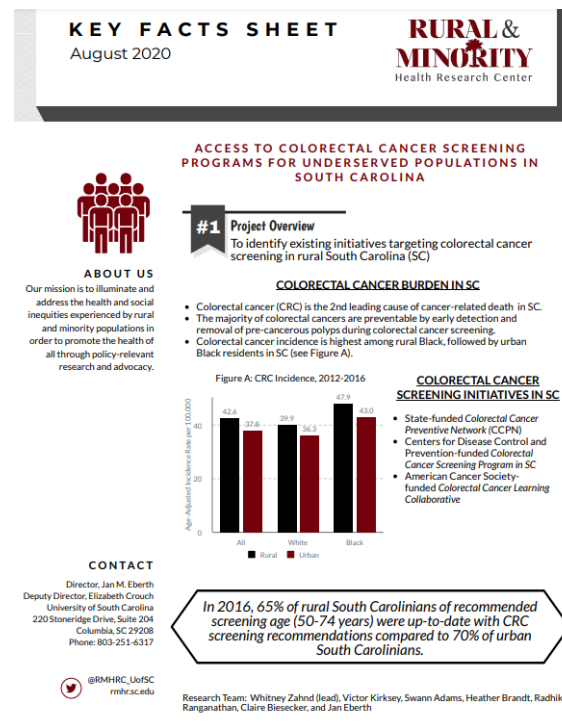 KEY FACTS SHEET
August 2020
RURAL &
MINORITY
Health Research Center
ACCESS TO COLORECTAL CANCER SCREENING
PROGRAMS FOR UNDERSERVED POPULATIONS IN
SOUTH CAROLINA
#1 Project Overview
To identify existing initiatives targeting colorectal cancer
screening in rural South Carolina (SC)
ABOUT US
Our mission is to illuminate and
address the health and social
inequities experienced by rural
and minority populations in
order to promote the health of
all through policy-relevant
research and advocacy.
COLORECTAL CANCER BURDEN IN SC
• Colorectal cancer (CRC) is the 2nd leading cause of cancer-related death in SC.
• The majority of colorectal cancers are preventable by early detection and
removal of pre-cancerous polyps during colorectal cancer screening.
• Colorectal cancer incidence is highest among rural Black, followed by urban
Black residents in SC (see Figure A).
Figure A: CRC Incidence, 2012-2016
Age-Adjusted Incidence Rate per 100,000
40
20
0
42.6
37.8
39.9
36.3
47.9
43.0
All
White
Black
Rural
Urban
COLORECTAL CANCER
SCREENING INITIATIVES IN SC
• State-funded Colorectal Cancer
Preventive Network (CCPN)
• Centers for Disease Control and
Prevention-funded Colorectal
Cancer Screening Program in SC
• American Cancer Society-
funded Colorectal Cancer Learning
Collaborative
CONTACT
Director, Jan M. Eberth
Deputy Director, Elizabeth Crouch
University of South Carolina
220 Stoneridge Drive, Suite 204
Columbia, SC 29208
Phone: 803-251-6317
@RMHRC_UofSC
rmhr.sc.edu
In 2016, 65% of rural South Carolinians of recommended
screening age (50-74 years) were up-to-date with CRC
screening recommendations compared to 70% of urban
South Carolinians.
Research Team: Whitney Zahnd (lead), Victor Kirksey, Swann Adams, Heather Brandt, Radhik
Ranganathan, Claire Biesecker, and Jan Eberth